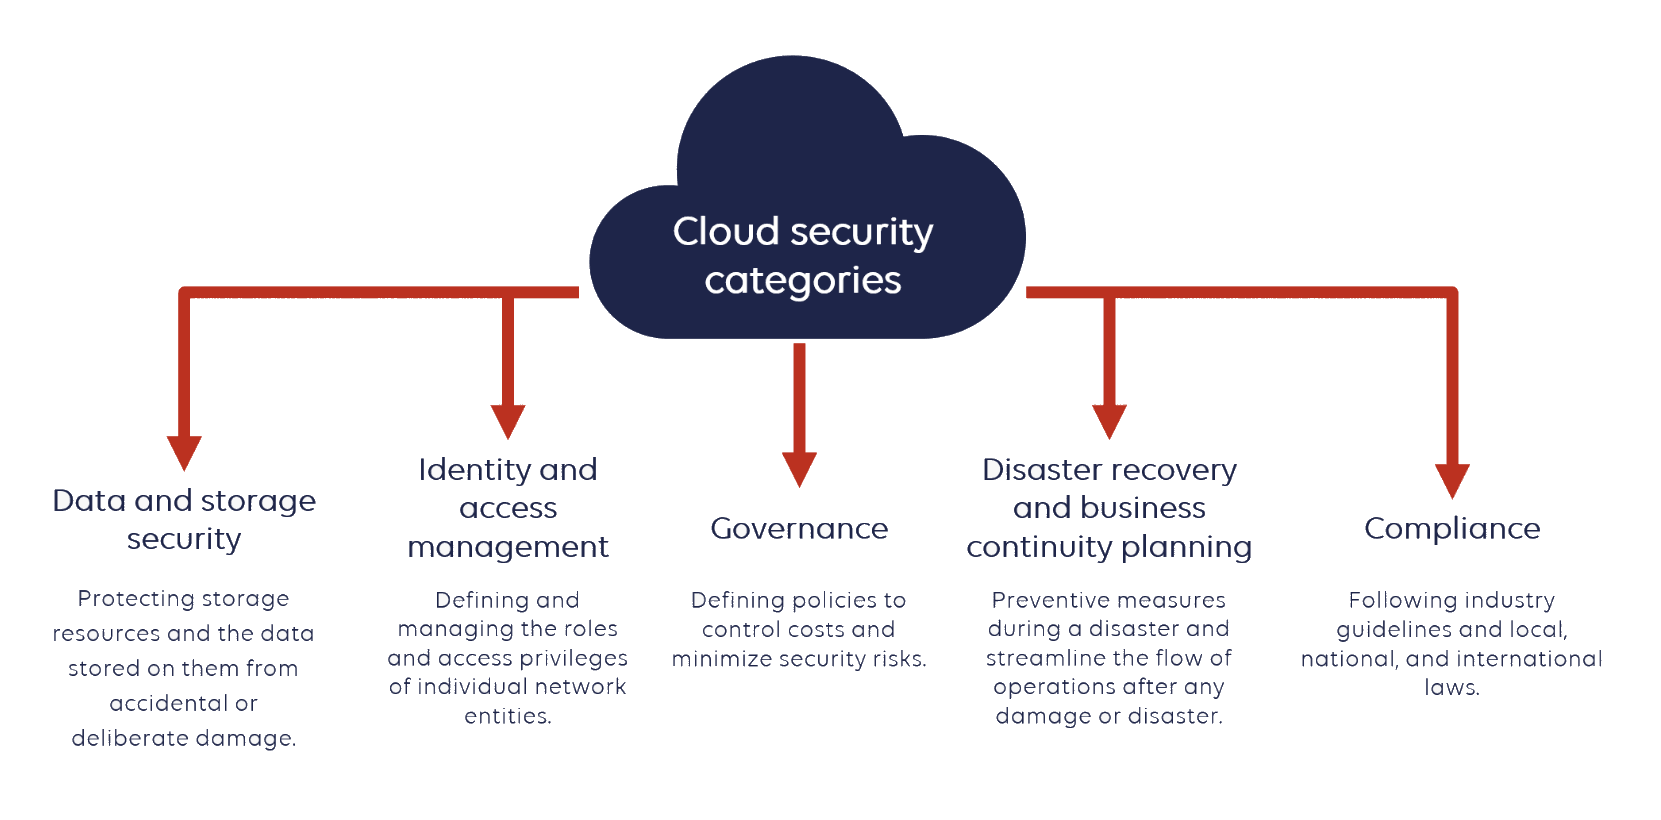 Cloud security
categories
Data and storage
security
Protecting storage
resources and the data
stored on them from
accidental or
deliberate damage.
Identity and
access
management
Defining and
managing the roles
and access privileges
of individual network
entities.
Governance
Defining policies to
control costs and
minimize security risks.
Disaster recovery
and business
continuity planning
Preventive measures
during a disaster and
streamline the flow of
operations after any
damage or disaster.
Compliance
Following industry
guidelines and local,
national, and international
laws.